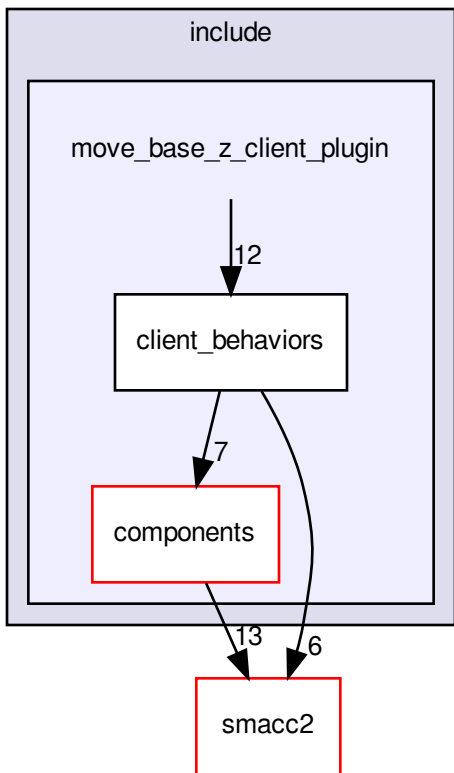 include
move_base_z_client_plugin
12
client_behaviors
7
components
13
6
smacc2